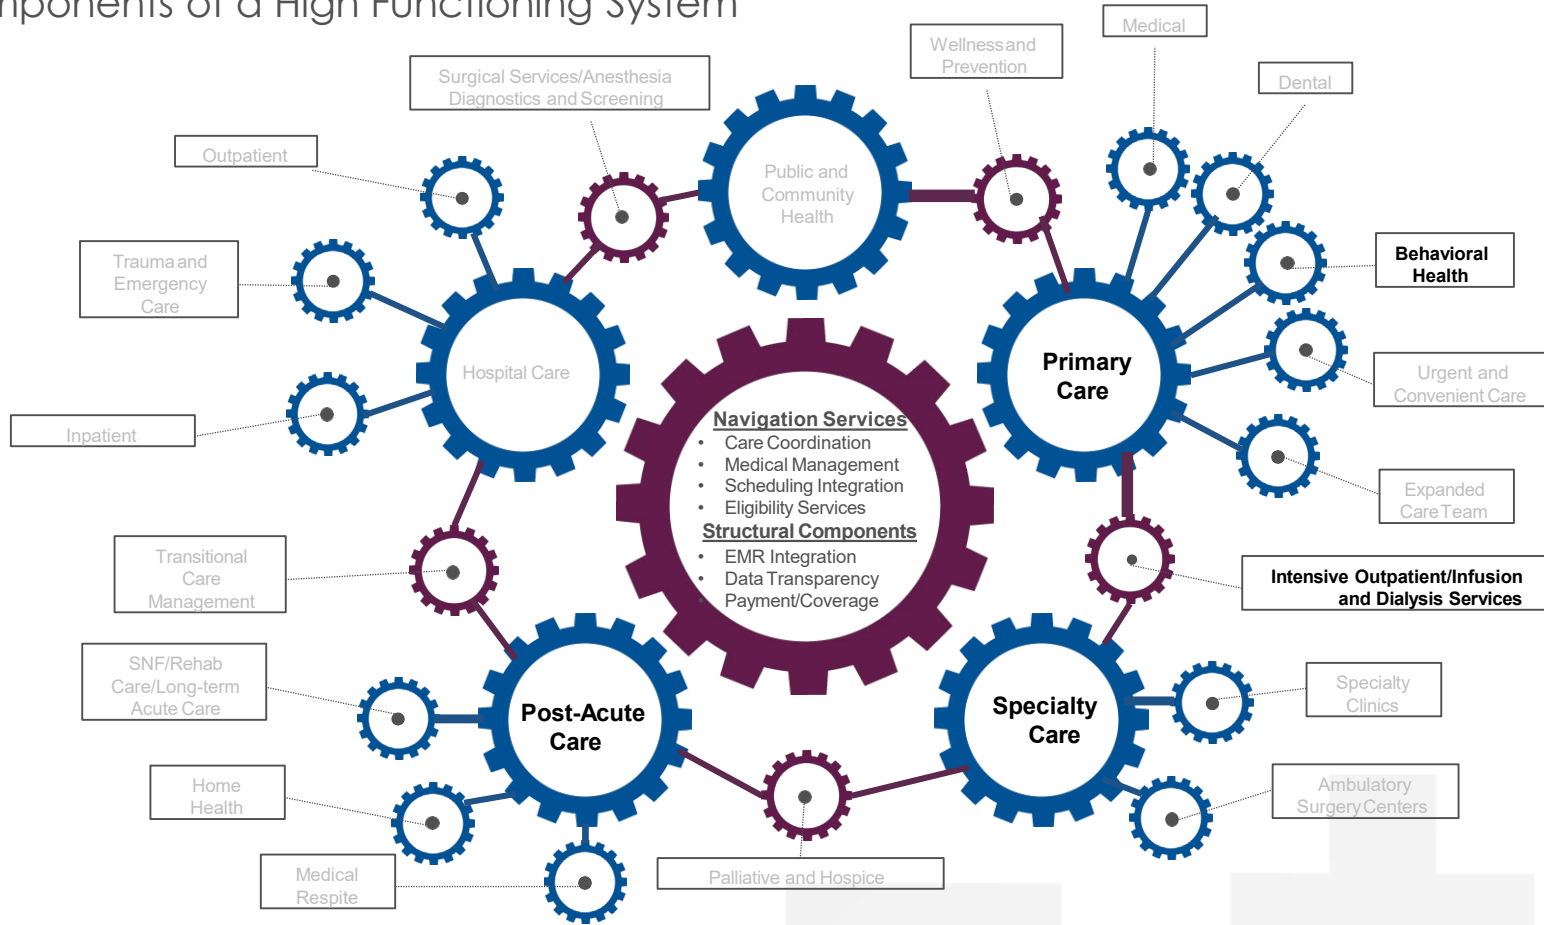 mponents of a High Functioning System
Medical
Wellness and
Prevention
Surgical Services/Anesthesia
Diagnostics and Screening
Dental
Outpatient
Public and
Community
Health
Trauma and
Emergency
Care
Behavioral
Health
Hospital Care
Primary
Care
Urgent and
Convenient Care
Inpatient
Navigation Services
• Care Coordination
• Medical Management
• Scheduling Integration
• Eligibility Services
Structural Components
• EMR Integration
• Data Transparency
• Payment/Coverage
Expanded
Care Team
Transitional
Care
Management
Intensive Outpatient/Infusion
and Dialysis Services
SNF/Rehab
Care/Long-term
Acute Care
Post-Acute
Care
Specialty
Care
Specialty
Clinics
Home
Health
Ambulatory
Surgery Centers
Medical
Respite
Palliative and Hospice